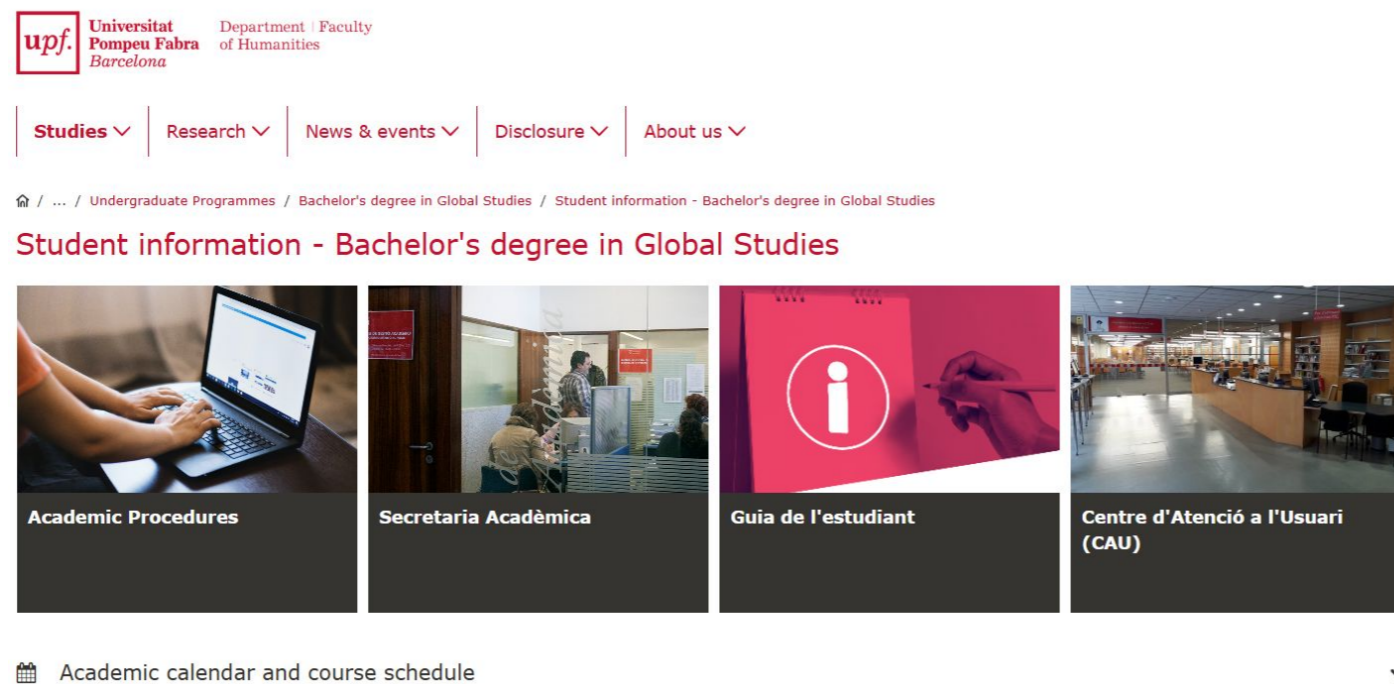 upf.
Universitat
Pompeu Fabra
Barcelona
Department | Faculty
of Humanities
Studies
Research
News & events
Disclosure
About us
/ ... / Undergraduate Programmes / Bachelor's degree in Global Studies / Student information - Bachelor's degree in Global Studies
Student information - Bachelor's degree in Global Studies
Academic Procedures
Secretaria Acadèmica
Guia de l'estudiant
Centre d'Atenció a l'Usuari
(CAU)
Academic calendar and course schedule